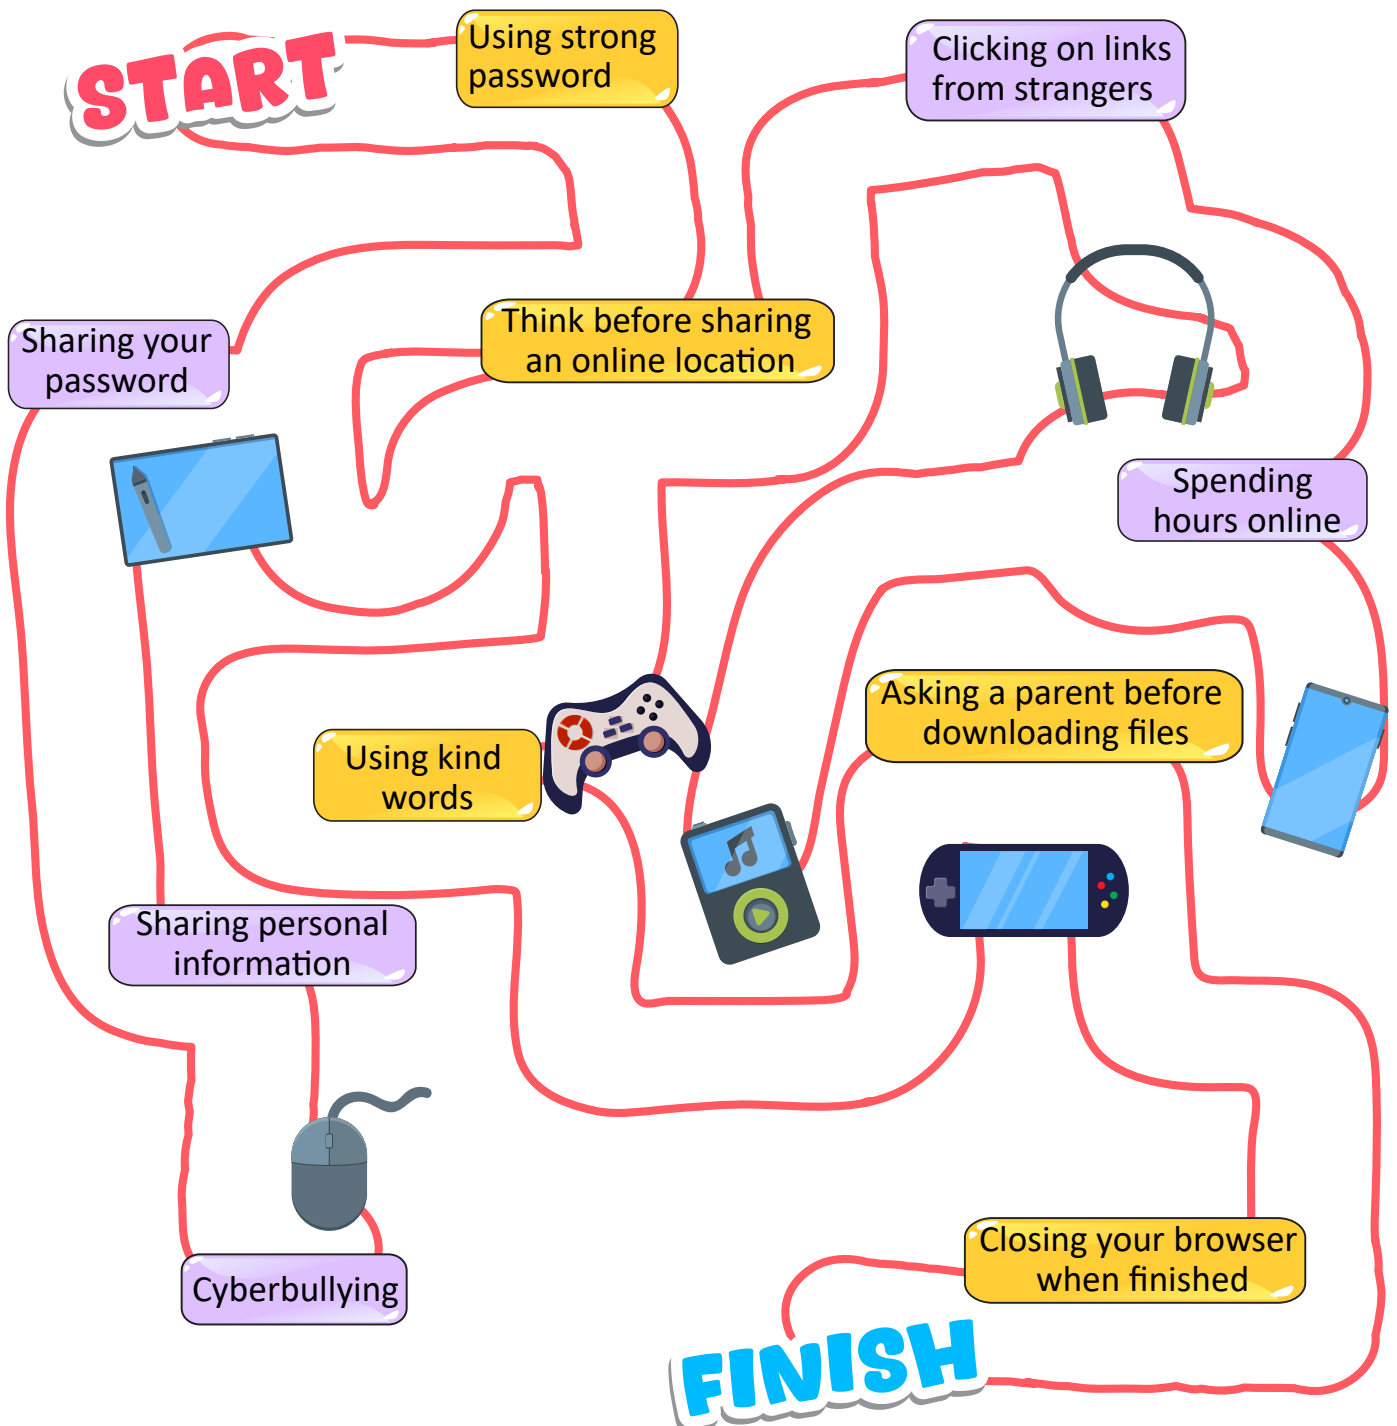 START
Using strong
password
Clicking on links
from strangers
Think before sharing
an online location
Sharing your
password
Spending
hours online
Asking a parent before
downloading files
Using kind
words
Sharing personal
information
Closing your browser
when finished
Cyberbullying
FINISH